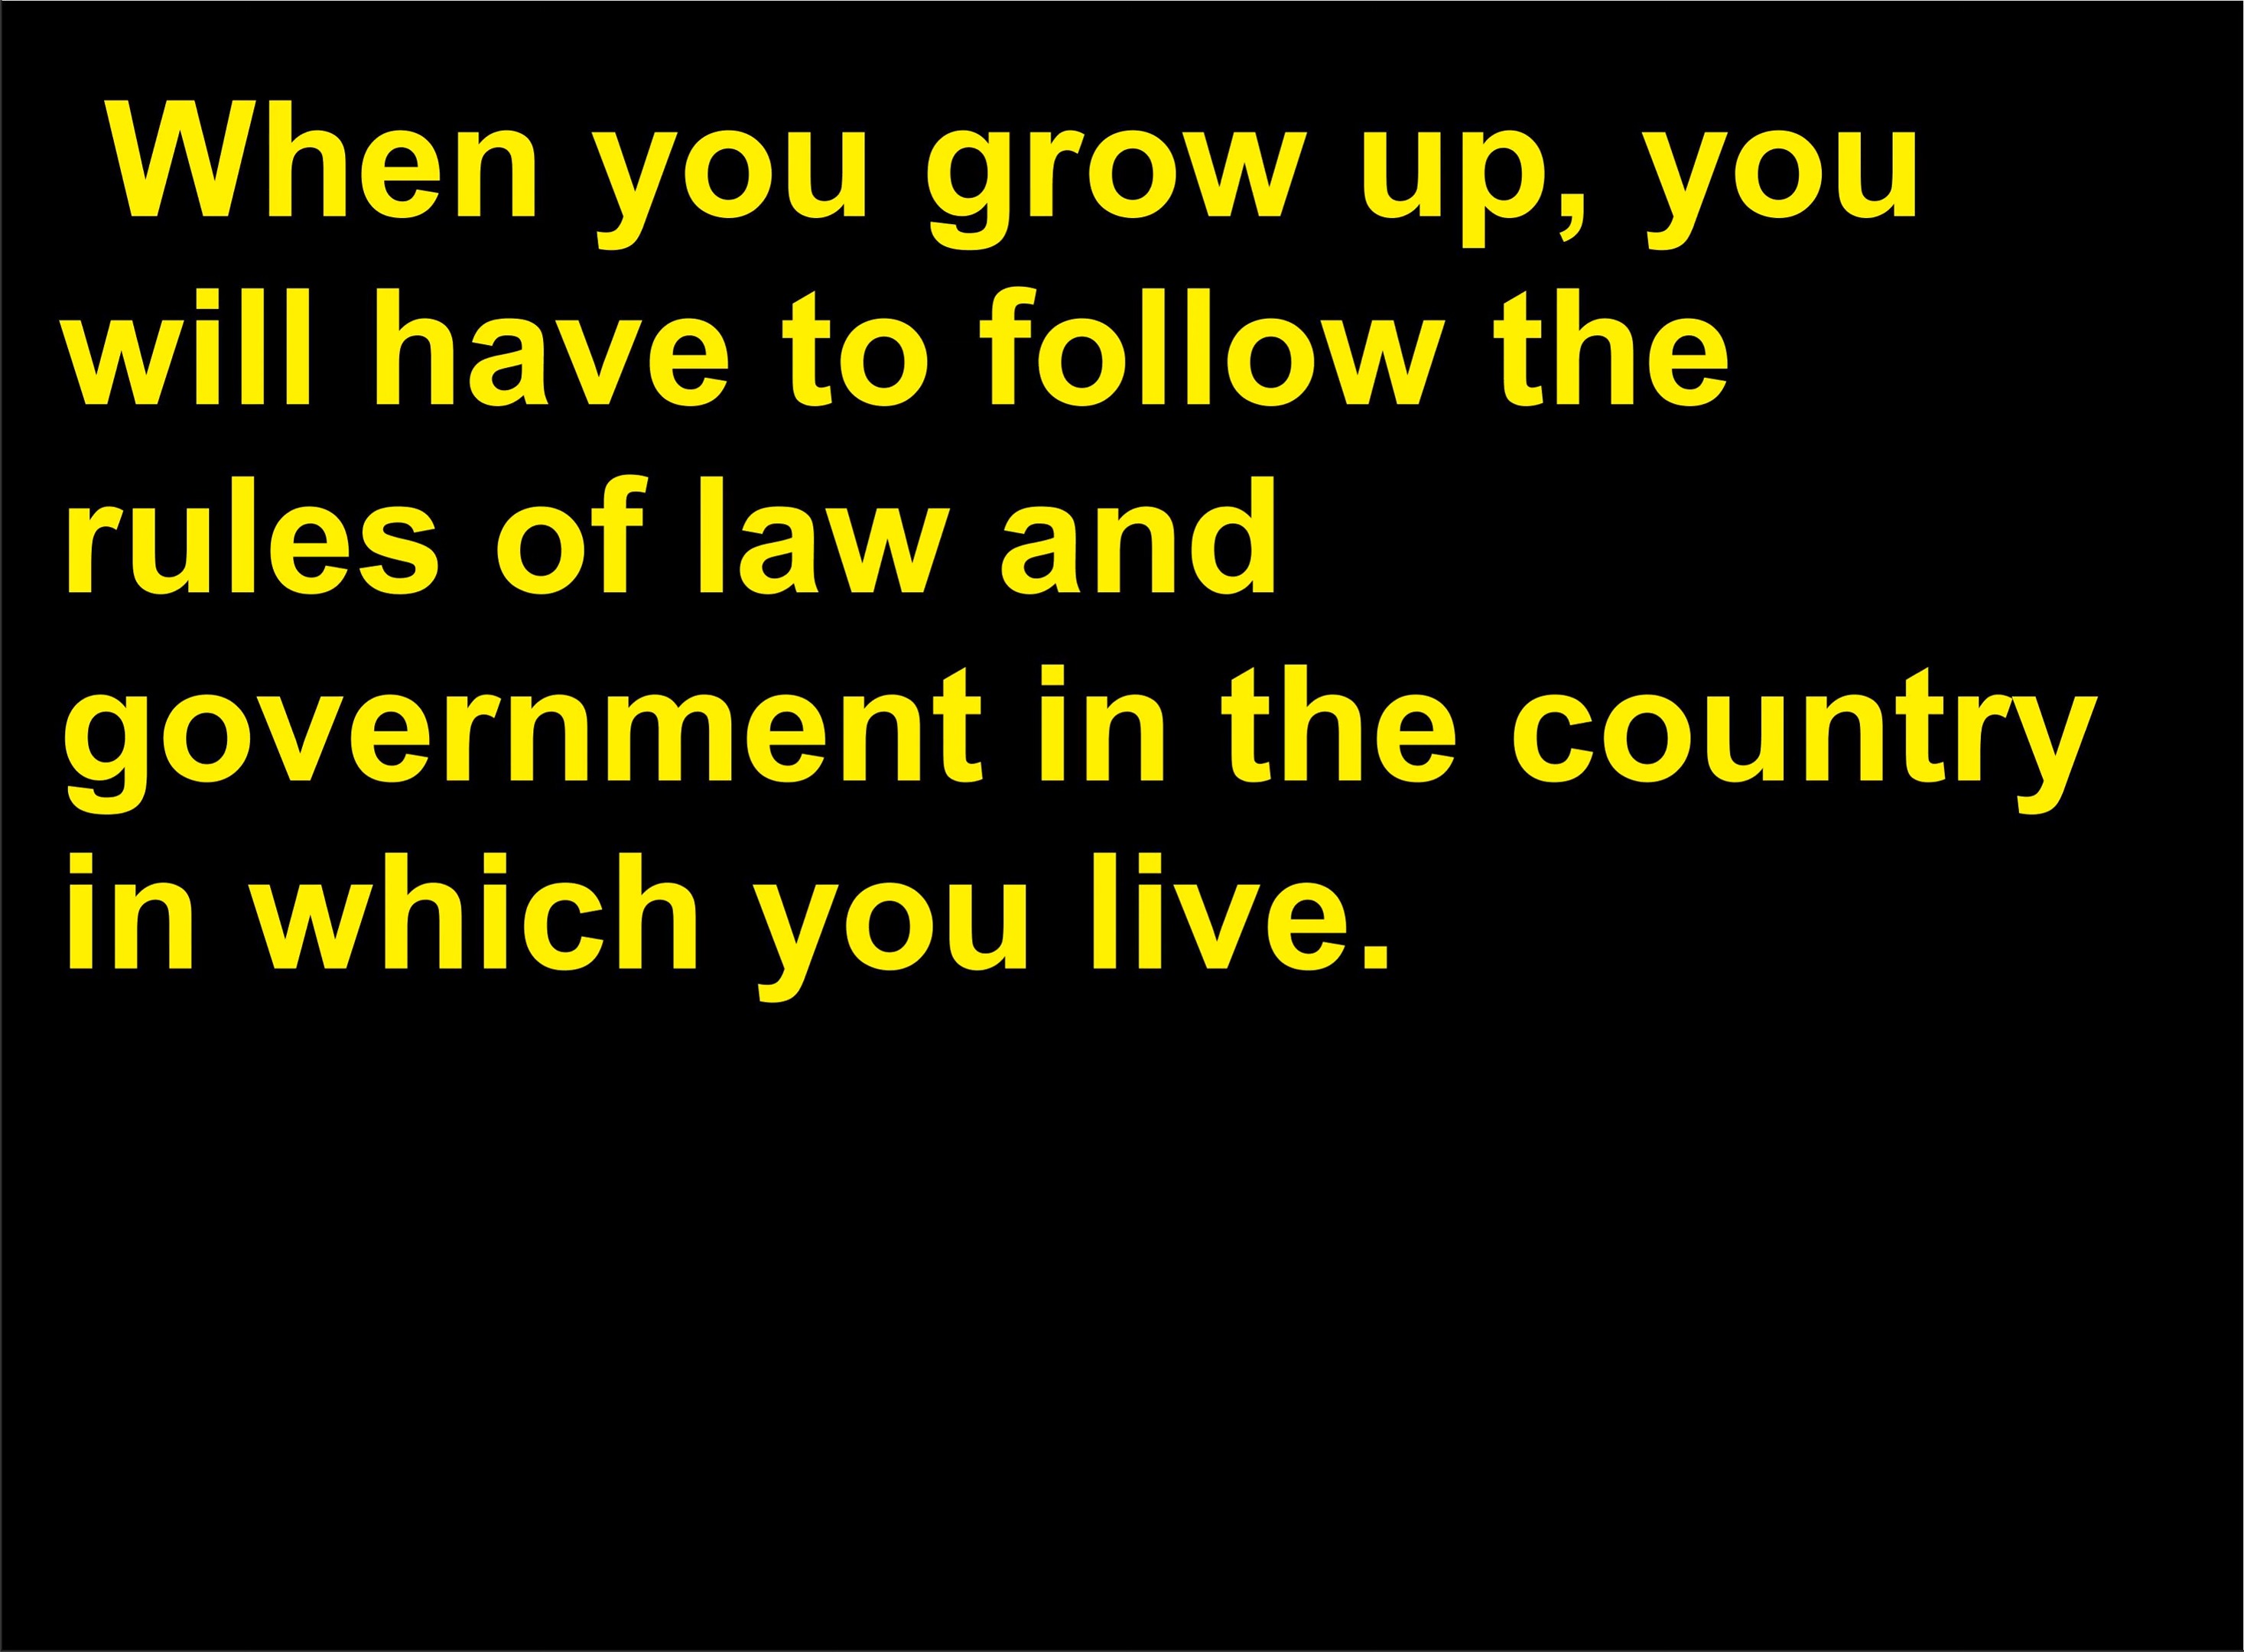 When you grow up, you
will have to follow the
rules of law and
government in the country
in which you live.